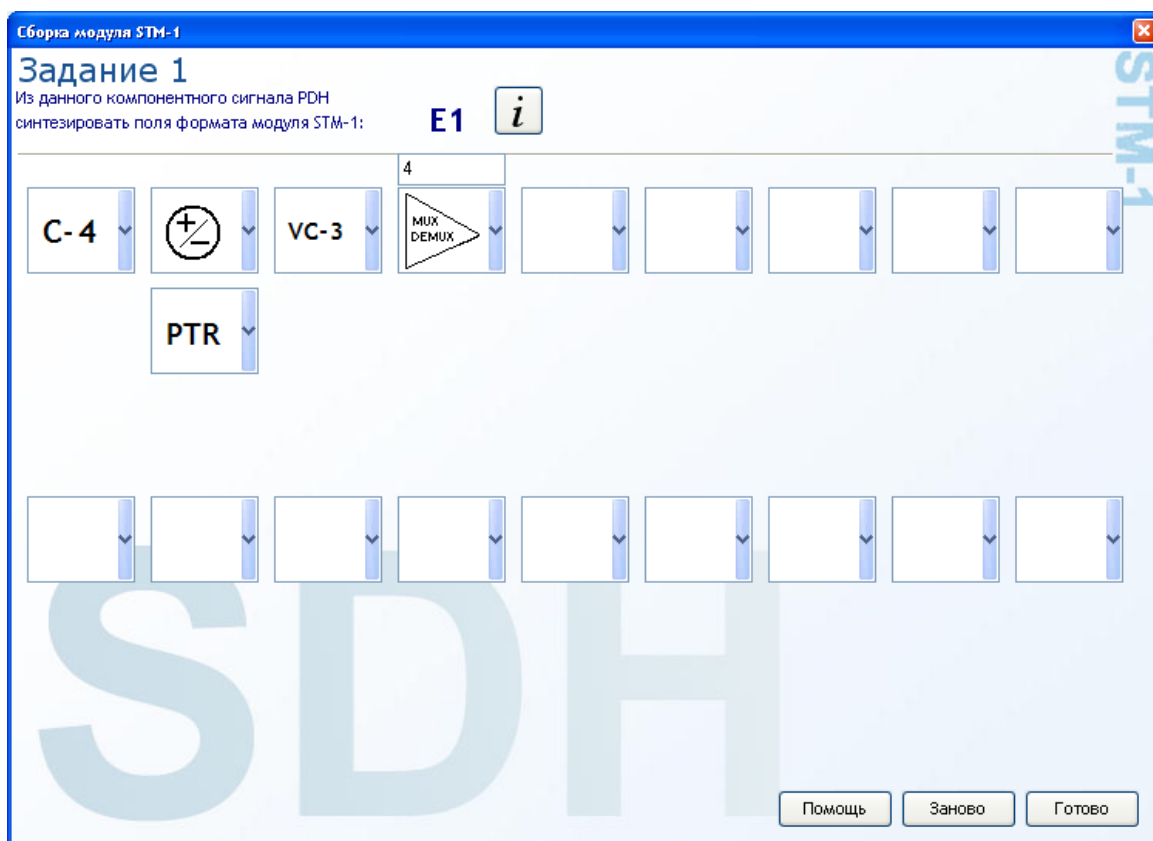 Сборка модуля STM-1
Задание 1
Из данного компонентного сигнала PDH
синтезировать поля формата модуля STM-1:
E1
i
STM-1
4
C-4
+/-
VC-3
MUX
DEMUX
PTR
SDH
Помощь
Заново
Готово